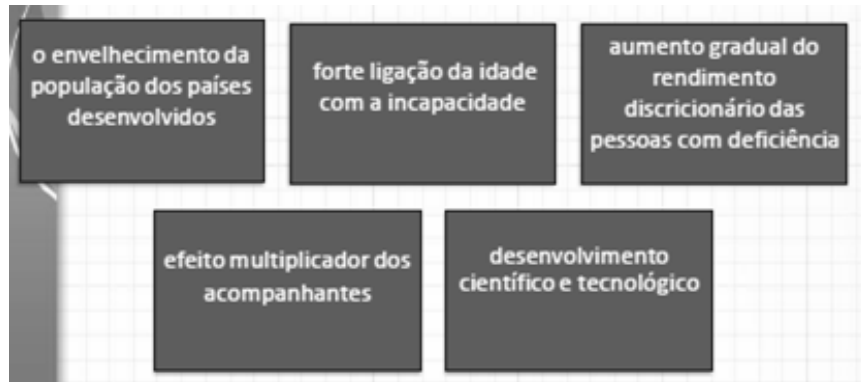 o envelhecimento da
população dos países
desenvolvidos
forte ligação da idade
com a incapacidade
aumento gradual do
rendimento
discricionário das
pessoas com deficiência
efeito multiplicador dos
acompanhantes
desenvolvimento
científico e tecnológico